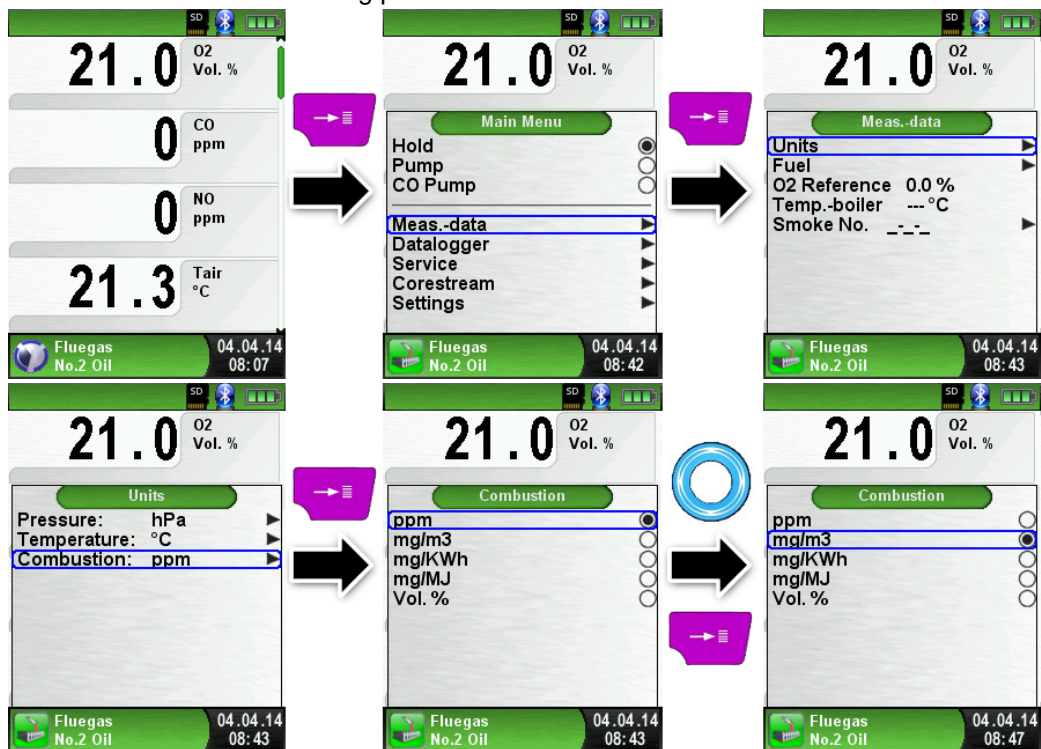 SD
21.0 O2 Vol. %
0 CO ppm
0 NO ppm
21.3 Tair °C
Fluegas 04.04.14
No.2 Oil 08:07
SD
21.0 O2 Vol. %
Main Menu
Hold
Pump
CO Pump
Meas.-data
Datalogger
Service
Corestream
Settings
Fluegas 04.04.14
No.2 Oil 08:42
SD
21.0 O2 Vol. %
Meas.-data
Units
Fuel
O2 Reference 0.0 %
Temp.-boiler ---°C
Smoke No. _-_-_
Fluegas 04.04.14
No.2 Oil 08:43
SD
21.0 O2 Vol. %
Units
Pressure: hPa
Temperature: °C
Combustion: ppm
Fluegas 04.04.14
No.2 Oil 08:43
SD
21.0 O2 Vol. %
Combustion
ppm
mg/m3
mg/KWh
mg/MJ
Vol. %
Fluegas 04.04.14
No.2 Oil 08:43
SD
21.0 O2 Vol. %
Combustion
ppm
mg/m3
mg/KWh
mg/MJ
Vol. %
Fluegas 04.04.14
No.2 Oil 08:47